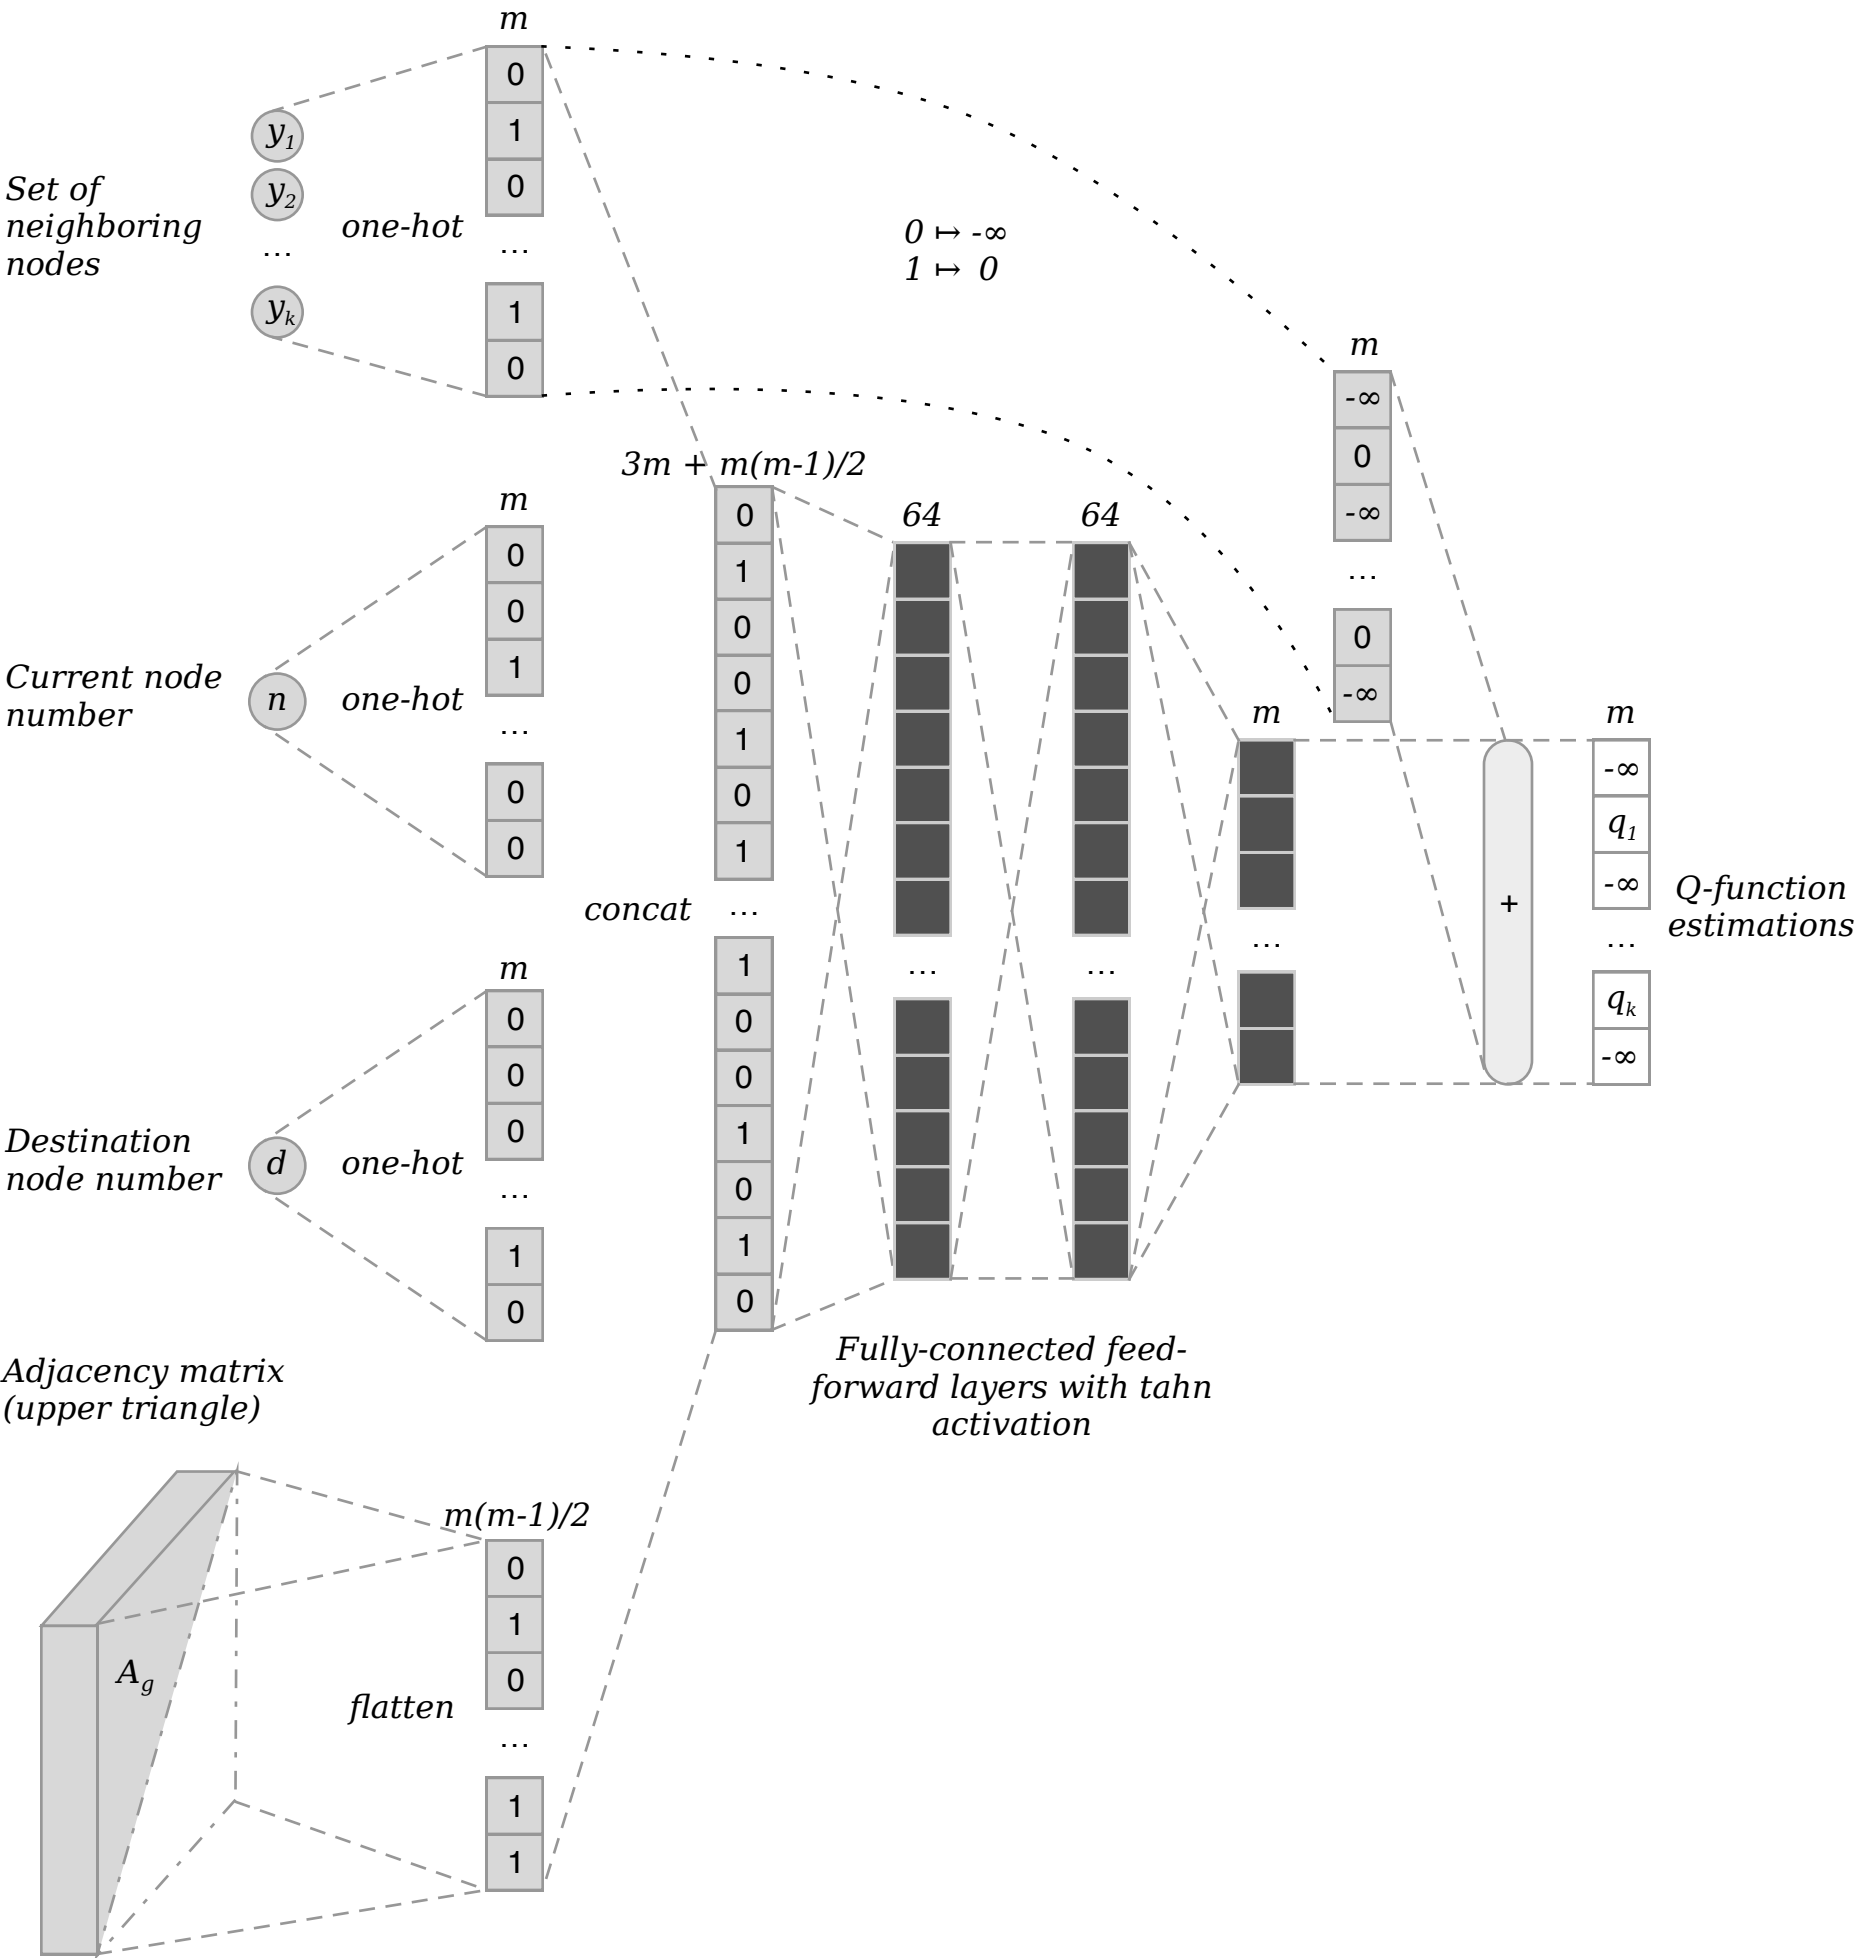 m
0
1
0
...
1
0
Set of
neighboring
nodes
y1
y2
...
yk
one-hot
0 ↦ -∞
1 ↦ 0
m
-∞
0
-∞
...
0
-∞
Current node
number
n
one-hot
m
0
0
1
...
0
0
Destination
node number
d
one-hot
m
0
0
0
...
1
0
Adjacency matrix
(upper triangle)
Ag
flatten
m(m-1)/2
0
1
0
...
1
1
concat
3m + m(m-1)/2
0
1
0
0
1
0
1
...
1
0
0
1
0
1
0
64
...
64
...
Fully-connected feed-
forward layers with tahn
activation
m
...
+
m
-∞
q1
-∞
...
qk
-∞
Q-function
estimations